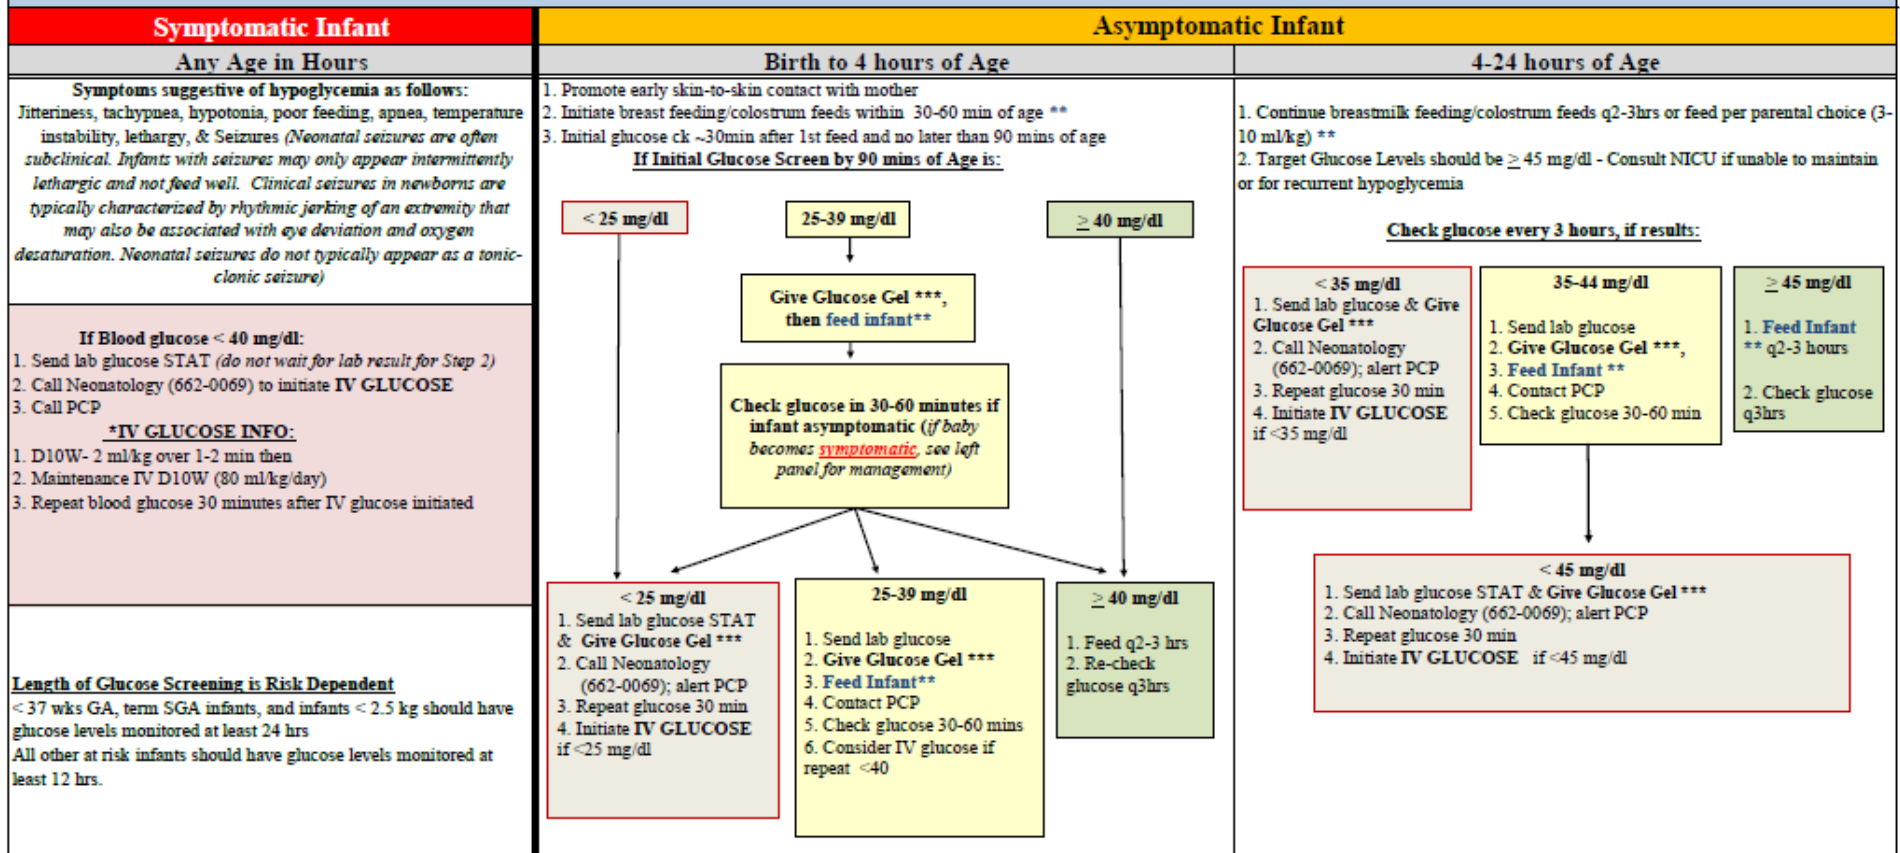 Symptomatic Infant
Any Age in Hours
Symptoms suggestive of hypoglycemia as follows:
Jitteriness, tachypnea, hypotonia, poor feeding, apnea, temperature
instability, lethargy, & Seizures (Neonatal seizures are often
subclinical. Infants with seizures may only appear intermittently
lethargic and not feed well. Clinical seizures in newborns are
typically characterized by rhythmic jerking of an extremity that
may also be associated with eye deviation and oxygen
desaturation. Neonatal seizures do not typically appear as a tonic-
clonic seizure)
If Blood glucose < 40 mg/dl:
1. Send lab glucose STAT (do not wait for lab result for Step 2)
2. Call Neonatology (662-0069) to initiate IV GLUCOSE
3. Call PCP
*IV GLUCOSE INFO:
1. D10W- 2 ml/kg over 1-2 min then
2. Maintenance IV D10W (80 ml/kg/day)
3. Repeat blood glucose 30 minutes after IV glucose initiated
Length of Glucose Screening is Risk Dependent
< 37 wks GA, term SGA infants, and infants < 2.5 kg should have
glucose levels monitored at least 24 hrs
All other at risk infants should have glucose levels monitored at
least 12 hrs.
Asymptomatic Infant
Birth to 4 hours of Age
1. Promote early skin-to-skin contact with mother
2. Initiate breast feeding/colostrum feeds within 30-60 min of age **
3. Initial glucose ck ~30min after 1st feed and no later than 90 mins of age
If Initial Glucose Screen by 90 mins of Age is:
< 25 mg/dl
25-39 mg/dl
≥ 40 mg/dl
Give Glucose Gel ***,
then feed infant**
Check glucose in 30-60 minutes if
infant asymptomatic (if baby
becomes symptomatic, see left
panel for management)
< 25 mg/dl
1. Send lab glucose STAT
& Give Glucose Gel ***
2. Call Neonatology
(662-0069); alert PCP
3. Repeat glucose 30 min
4. Initiate IV GLUCOSE
if <25 mg/dl
25-39 mg/dl
1. Send lab glucose
2. Give Glucose Gel ***
3. Feed Infant**
4. Contact PCP
5. Check glucose 30-60 mins
6. Consider IV glucose if
repeat <40
≥ 40 mg/dl
1. Feed q2-3 hrs
2. Re-check
glucose q3hrs
4-24 hours of Age
1. Continue breastmilk feeding/colostrum feeds q2-3hrs or feed per parental choice (3-
10 ml/kg) **
2. Target Glucose Levels should be ≥ 45 mg/dl - Consult NICU if unable to maintain
or for recurrent hypoglycemia
Check glucose every 3 hours, if results:
< 35 mg/dl
1. Send lab glucose & Give
Glucose Gel ***
2. Call Neonatology
(662-0069); alert PCP
3. Repeat glucose 30 min
4. Initiate IV GLUCOSE
if <35 mg/dl
35-44 mg/dl
1. Send lab glucose
2. Give Glucose Gel ***,
3. Feed Infant **
4. Contact PCP
5. Check glucose 30-60 min
≥ 45 mg/dl
1. Feed Infant
** q2-3 hours
2. Check glucose
q3hrs
< 45 mg/dl
1. Send lab glucose STAT & Give Glucose Gel ***
2. Call Neonatology (662-0069); alert PCP
3. Repeat glucose 30 min
4. Initiate IV GLUCOSE if <45 mg/dl